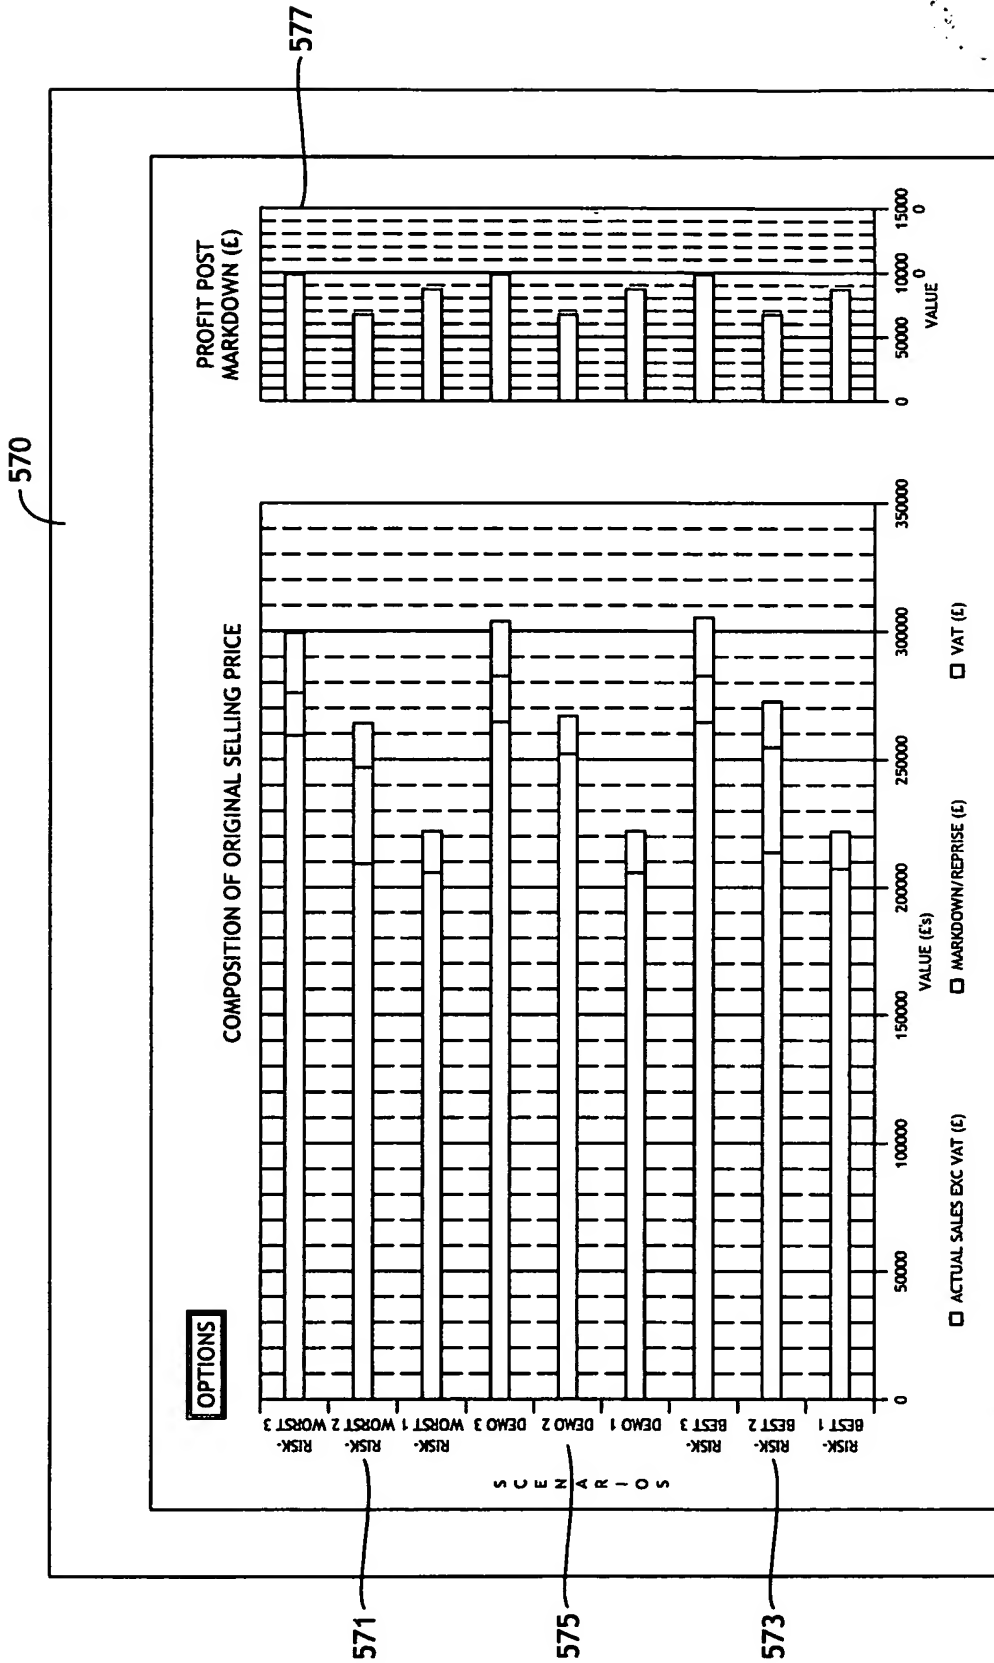 570
577
OPTIONS
COMPOSITION OF ORIGINAL SELLING PRICE
PROFIT POST
MARKDOWN (£)
SCENARIOS
RISK-
WORST 3
RISK-
WORST 2
RISK-
WORST 1
DEMO 3
DEMO 2
DEMO 1
RISK-
BEST 3
RISK-
BEST 2
RISK-
BEST 1
571
575
573
0 50000 100000 150000 200000 250000 300000 350000
VALUE (£'s)
0 50000 10000 15000
0 0
VALUE
ACTUAL SALES EXC VAT (£) MARKDOWN/REPRISE (£) VAT (£)